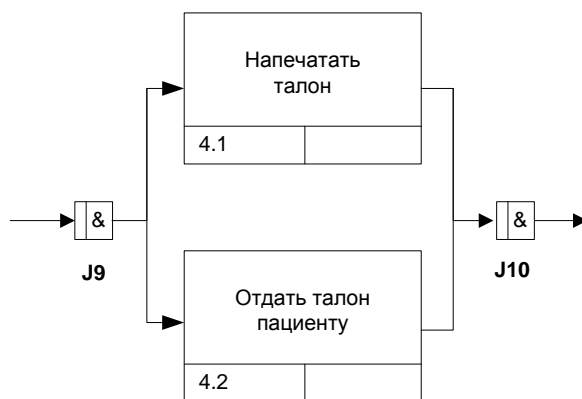 Напечатать
талон
4.1
&
&
J9
J10
Отдать талон
пациенту
4.2